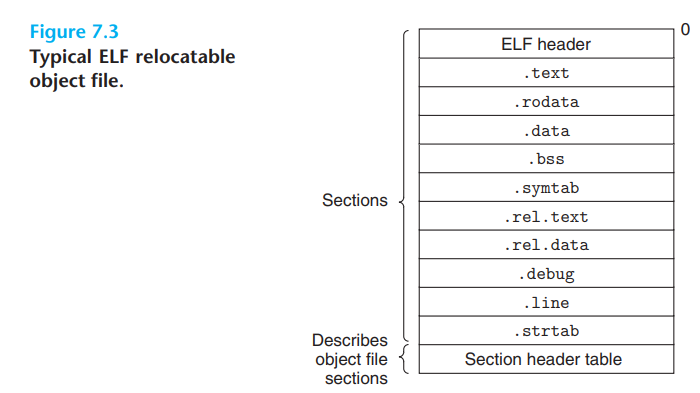 Figure 7.3
Typical ELF relocatable
object file.
0
ELF header
.text
.rodata
.data
.bss
.symtab
.rel.text
.rel.data
.debug
.line
.strtab
Section header table
Sections
Describes
object file
sections